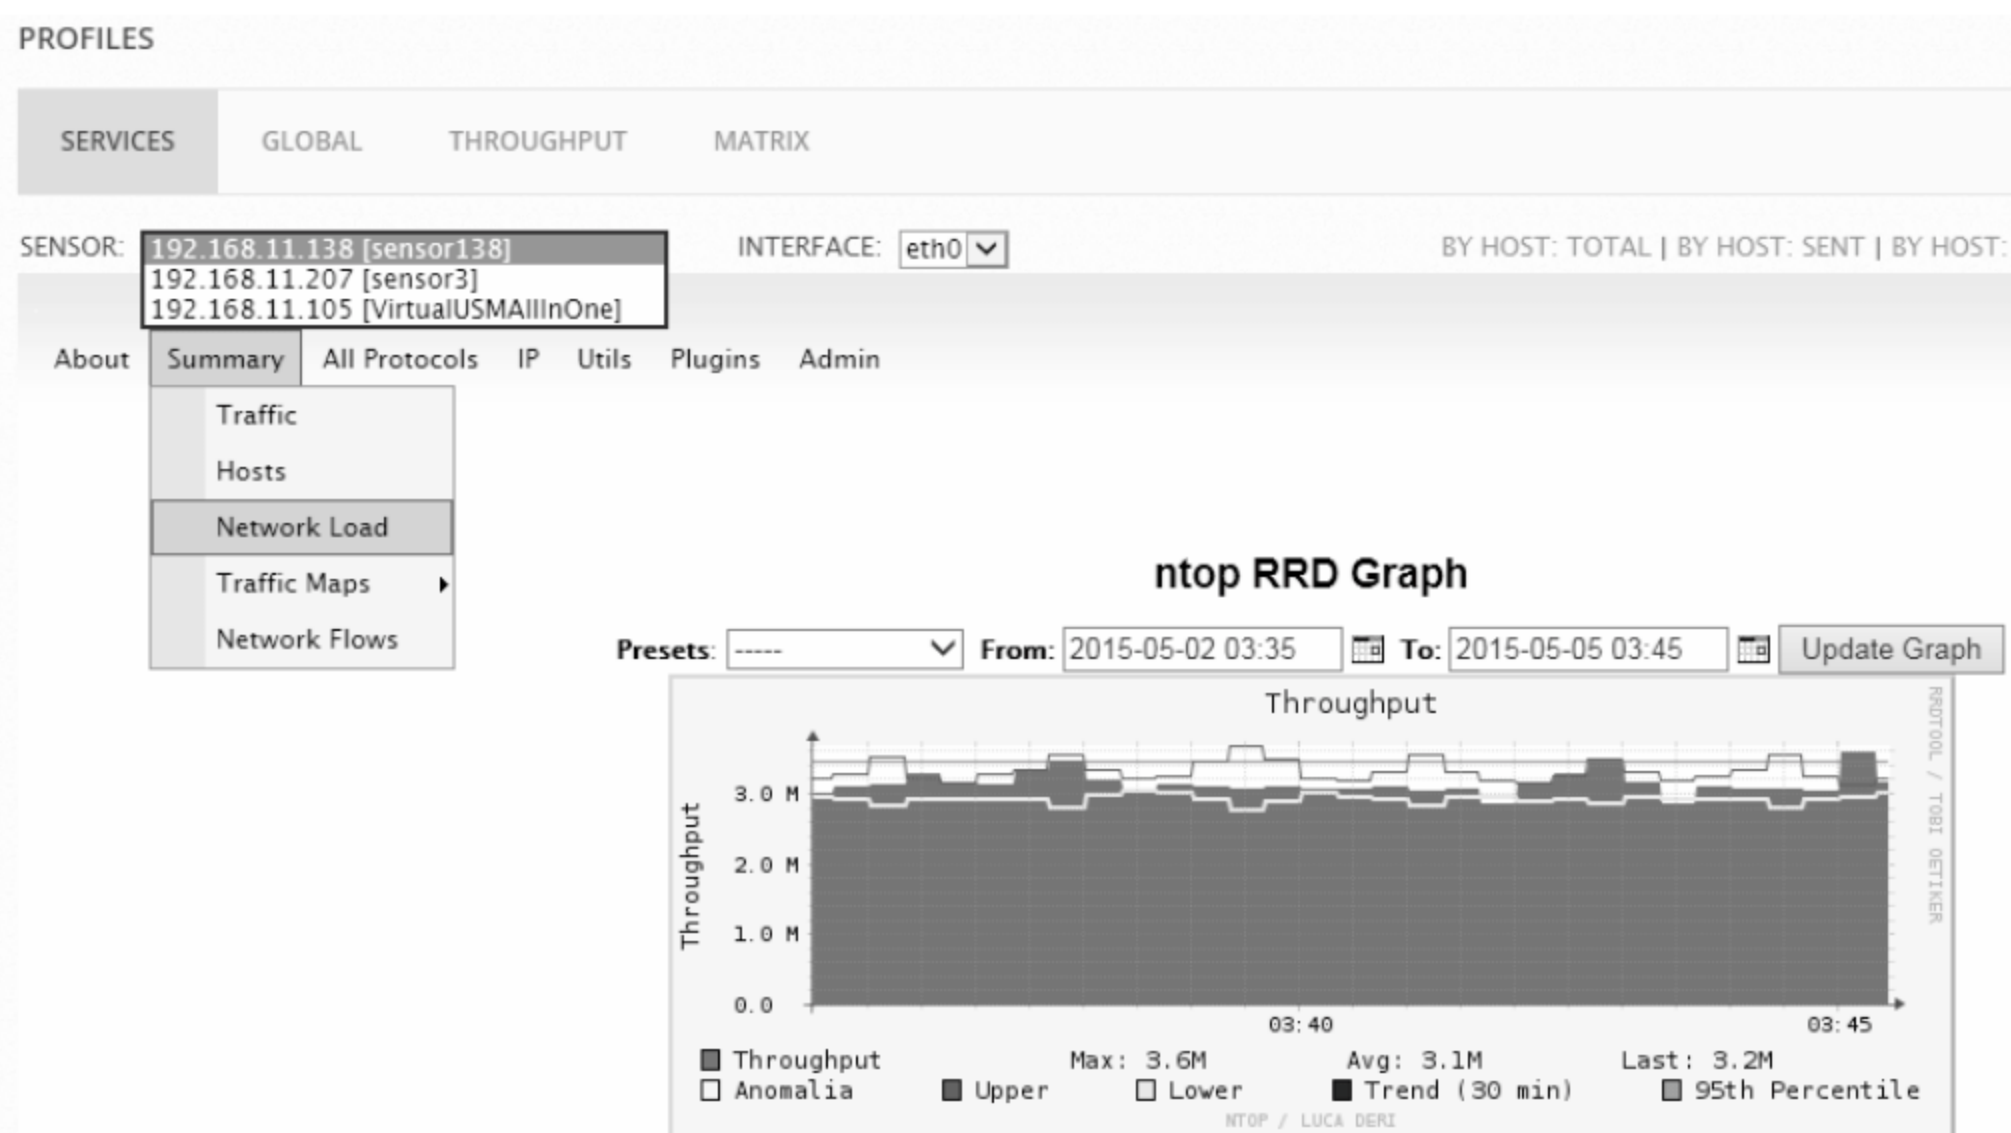 PROFILES
SERVICES GLOBAL THROUGHPUT MATRIX
SENSOR: 192.168.11.138 [sensor138] INTERFACE: eth0 BY HOST: TOTAL | BY HOST: SENT | BY HOST:
192.168.11.207 [sensor3]
192.168.11.105 [VirtualUSMAllInOne]
About Summary All Protocols IP Utils Plugins Admin
Traffic
Hosts
Network Load
Traffic Maps
Network Flows
ntop RRD Graph
Presets: ----- From: 2015-05-02 03:35 To: 2015-05-05 03:45 Update Graph
Throughput
Throughput
3.0 M
2.0 M
1.0 M
0.0
03:40 03:45
RRDTOOL / TOBI OETIKER
Throughput Max: 3.6M Avg: 3.1M Last: 3.2M
Anomalia Upper Lower Trend (30 min) 95th Percentile
NTOP / LUCA DERI